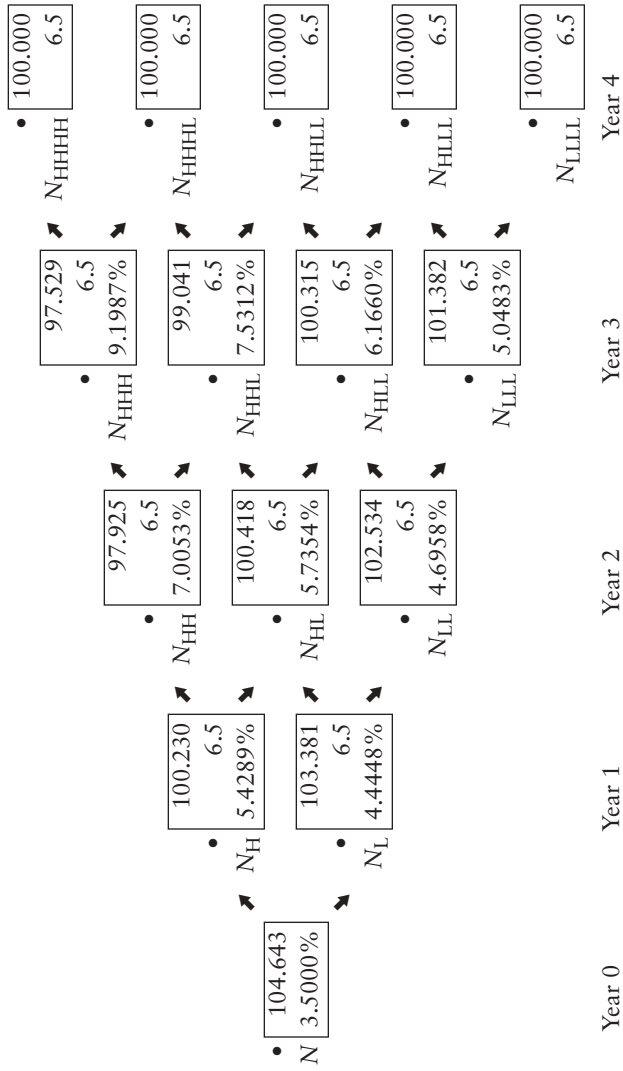 •
N
104.643
3.5000%
•
N_H
100.230
6.5
5.4289%
•
N_L
103.381
6.5
4.4448%
•
N_HH
97.925
6.5
7.0053%
•
N_HL
100.418
6.5
5.7354%
•
N_LL
102.534
6.5
4.6958%
•
N_HHH
97.529
6.5
9.1987%
•
N_HHL
99.041
6.5
7.5312%
•
N_HLL
100.315
6.5
6.1660%
•
N_LLL
101.382
6.5
5.0483%
•
N_HHHH
100.000
6.5
•
N_HHHL
100.000
6.5
•
N_HHLL
100.000
6.5
•
N_HLLL
100.000
6.5
•
N_LLLL
100.000
6.5
Year 0
Year 1
Year 2
Year 3
Year 4